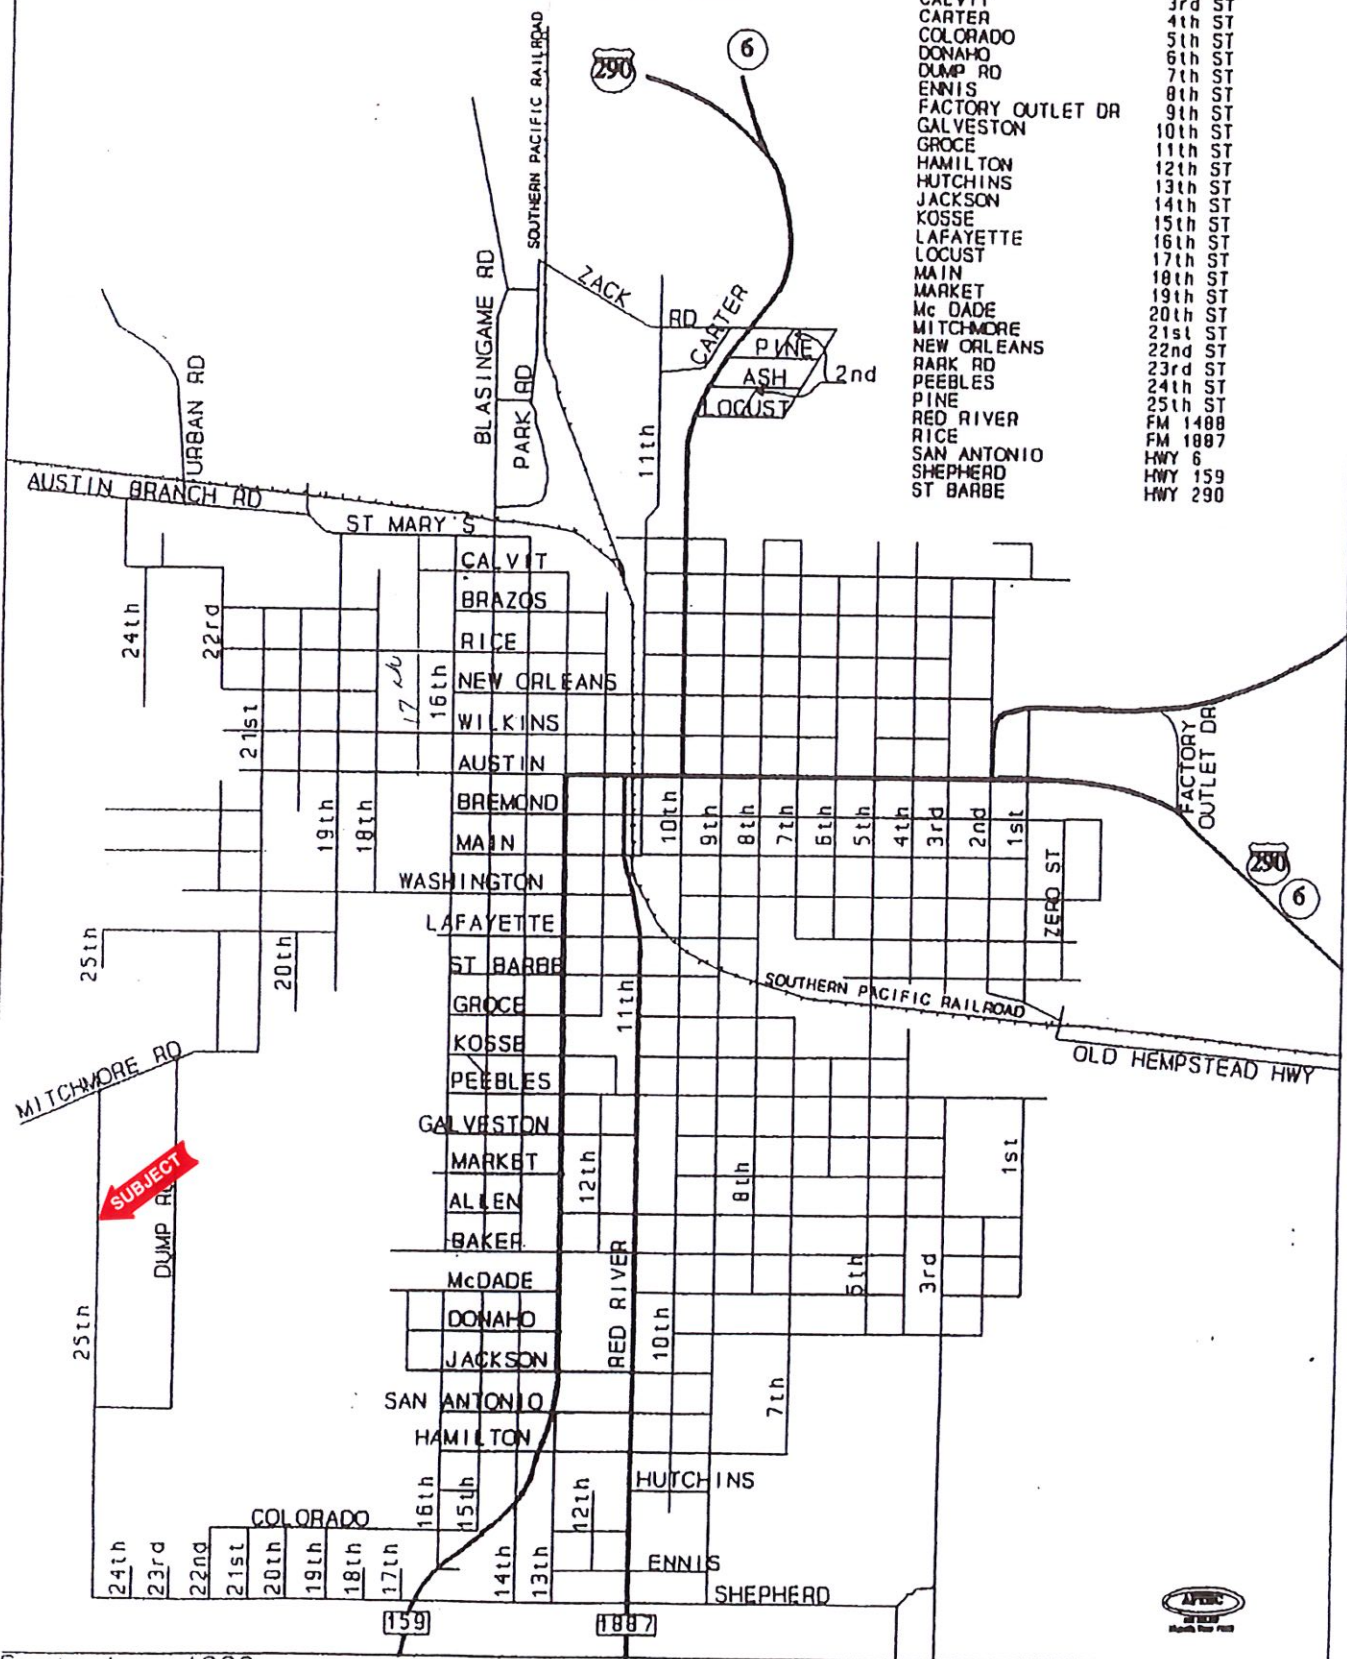 CALVIT 3rd ST
CARTER 4th ST
COLORADO 5th ST
DONAHO 6th ST
DUMP RD 7th ST
ENNIS 8th ST
FACTORY OUTLET DR 9th ST
GALVESTON 10th ST
GROCE 11th ST
HAMILTON 12th ST
HUTCHINS 13th ST
JACKSON 14th ST
KOSSE 15th ST
LAFAYETTE 16th ST
LOCUST 17th ST
MAIN 18th ST
MARKET 19th ST
Mc DADE 20th ST
MITCHMORE 21st ST
NEW ORLEANS 22nd ST
RARK RD 23rd ST
PEEBLES 24th ST
PINE 25th ST
RED RIVER FM 1488
RICE FM 1887
SAN ANTONIO HWY 6
SHEPHERD HWY 159
ST BARBE HWY 290
290
6
SOUTHERN PACIFIC RAILROAD
ZACK RD
CARTER
PINE
ASH
LOCUST
2nd
URBAN RD
BLASINGAME RD
PARK RD
11th
AUSTIN BRANCH RD
ST MARY'S
CALVIT
BRAZOS
RICE
NEW ORLEANS
WILKINS
AUSTIN
BREMOND
MAIN
WASHINGTON
LAFAYETTE
ST BARBE
GROCE
KOSSE
PEEBLES
GALVESTON
MARKET
ALLEN
BAKER
McDADE
DONAHO
JACKSON
SAN ANTONIO
HAMILTON
24th
22rd
21st
17
16th
19th
18th
10th
9th
8th
7th
6th
5th
4th
3rd
2nd
1st
ZERO ST
FACTORY
OUTLET DR
290
6
25th
20th
11th
SOUTHERN PACIFIC RAILROAD
OLD HEMPSTEAD HWY
MITCHMORE RD
SUBJECT
DUMP RD
25th
12th
8th
1st
RED RIVER
10th
5th
3rd
7th
HUTCHINS
16th
15th
12th
COLORADO
24th
23rd
22nd
21st
20th
19th
18th
17th
14th
13th
ENNIS
SHEPHERD
159
1887